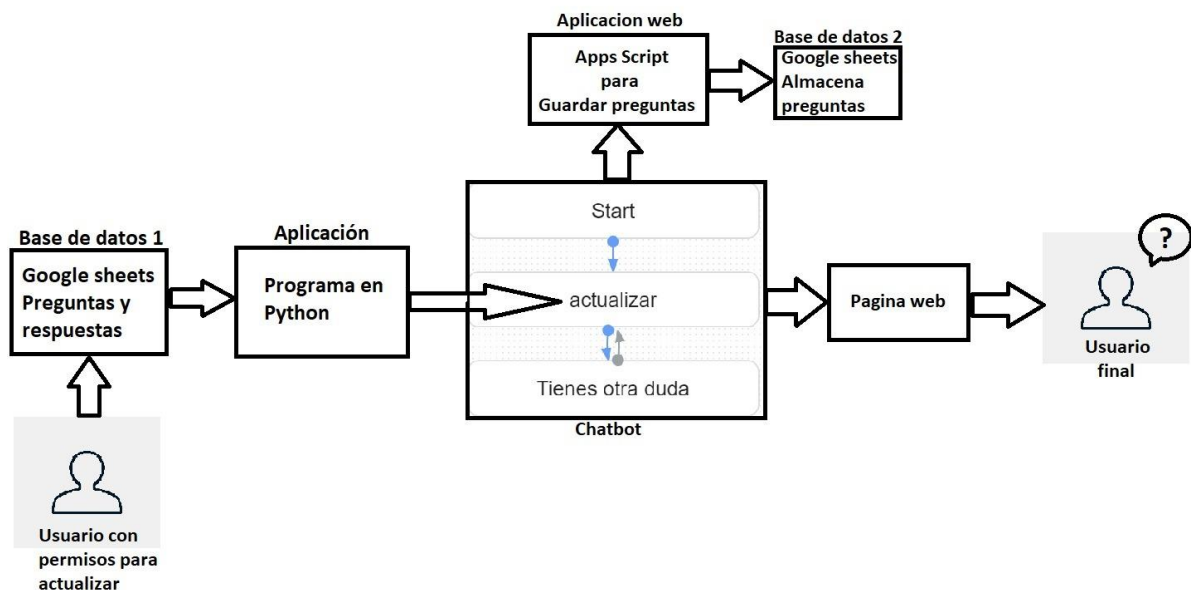 Aplicacion web
Apps Script
para
Guardar preguntas
Base de datos 2
Google sheets
Almacena
preguntas
Base de datos 1
Google sheets
Preguntas y
respuestas
Aplicación
Programa en
Python
Start
actualizar
Tienes otra duda
Chatbot
Pagina web
?
Usuario
final
Usuario con
permisos para
actualizar